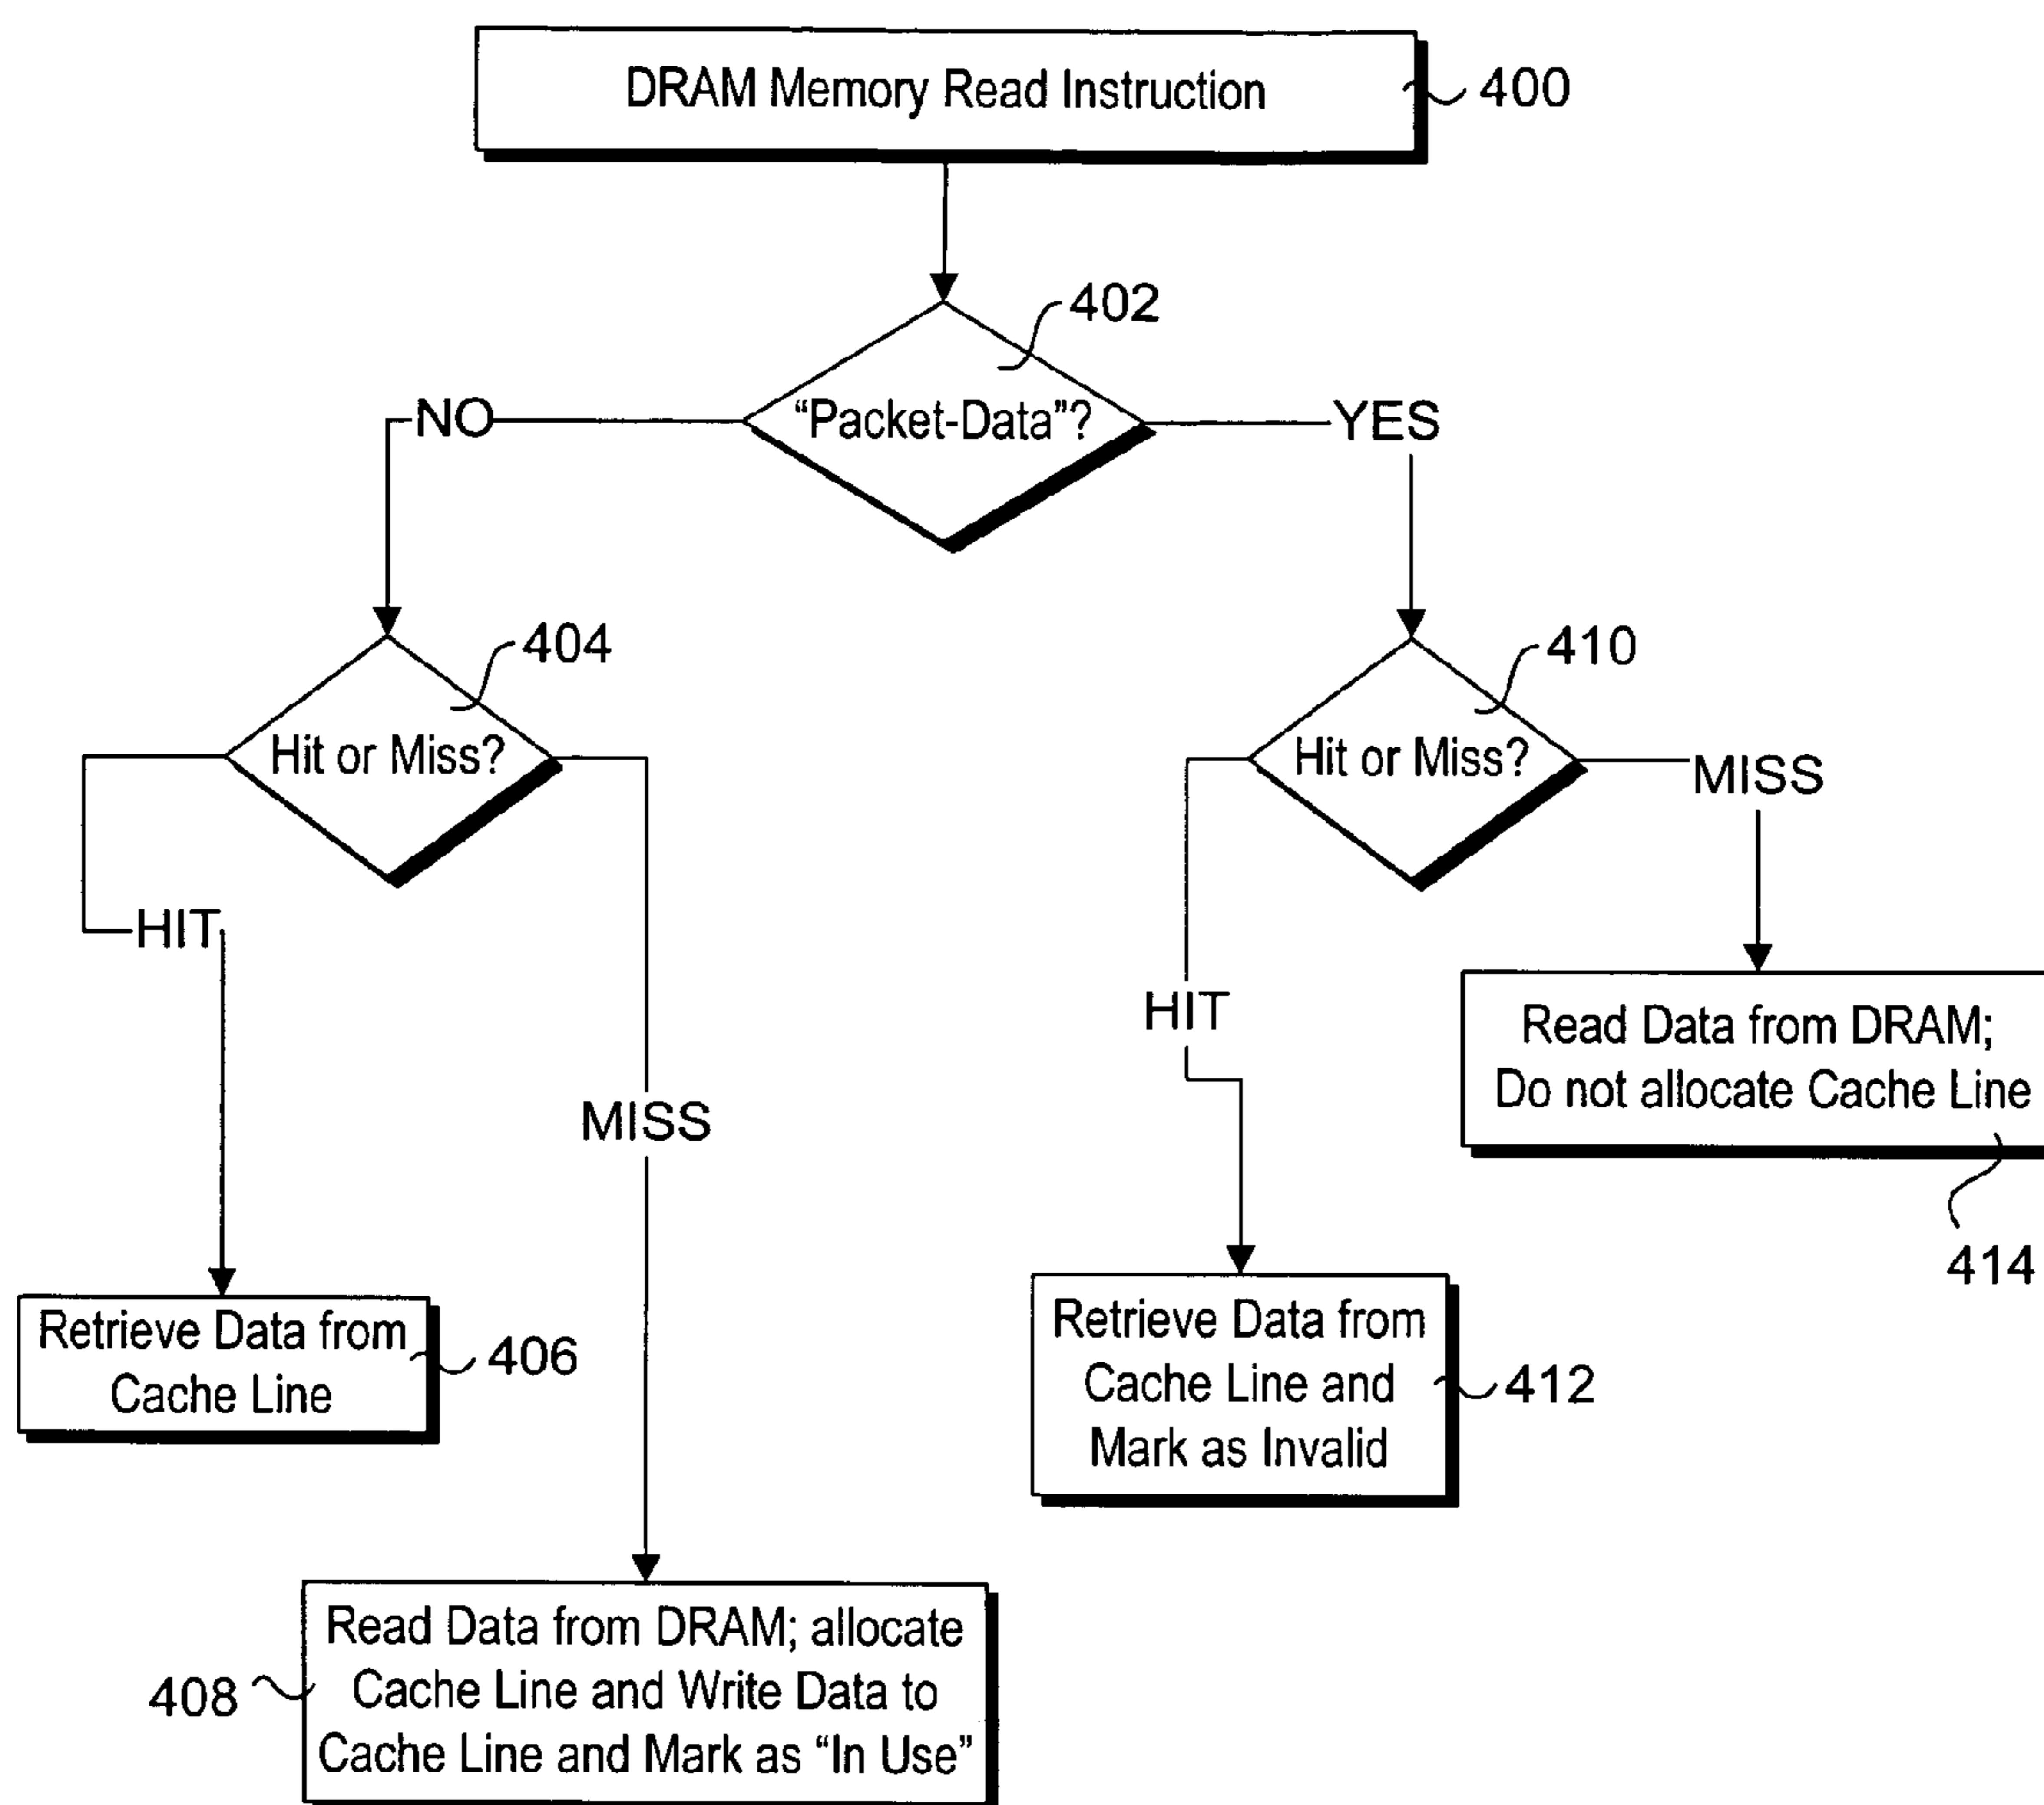 DRAM Memory Read Instruction
400
402
NO
“Packet-Data”?
YES
404
410
Hit or Miss?
Hit or Miss?
MISS
HIT
HIT
Read Data from DRAM;
Do not allocate Cache Line
MISS
414
Retrieve Data from
Cache Line
406
Retrieve Data from
Cache Line and
Mark as Invalid
412
Read Data from DRAM; allocate
Cache Line and Write Data to
Cache Line and Mark as “In Use”
408